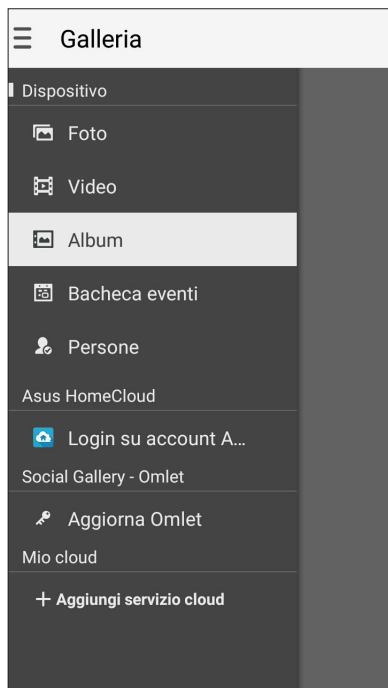 Galleria
Dispositivo
Foto
Video
Album
Bacheca eventi
Persone
Asus HomeCloud
Login su account A...
Social Gallery - Omlet
Aggiorna Omlet
Mio cloud
+ Aggiungi servizio cloud